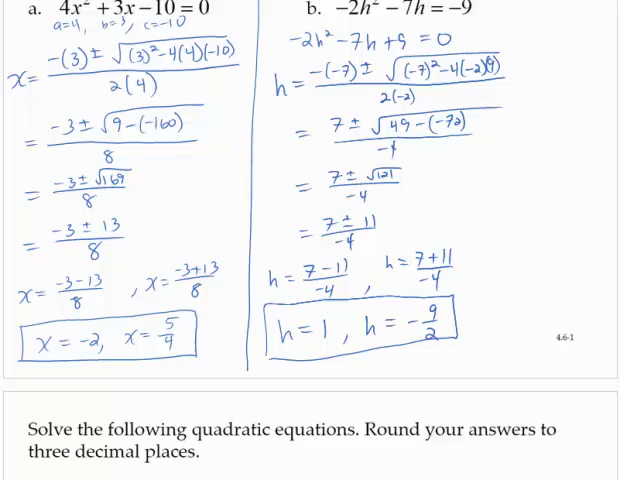 a. 4x² + 3x − 10 = 0
a=4, b=3, c=-10
x = (-(3) ± √((3)² - 4(4)(-10))) / 2(4)
= (-3 ± √(9 - (-160))) / 8
= (-3 ± √169) / 8
= (-3 ± 13) / 8
x = (-3-13)/8 , x = (-3+13)/8
x = -2, x = 5/4
b. −2h² − 7h = −9
-2h² - 7h + 9 = 0
h = (-(-7) ± √((-7)² - 4(-2)(9))) / 2(-2)
= (7 ± √(49 - (-72))) / -4
= (7 ± √121) / -4
= (7 ± 11) / -4
h = (7-11)/-4 , h = (7+11)/-4
h = 1 , h = -9/2
4.6-1
Solve the following quadratic equations. Round your answers to
three decimal places.